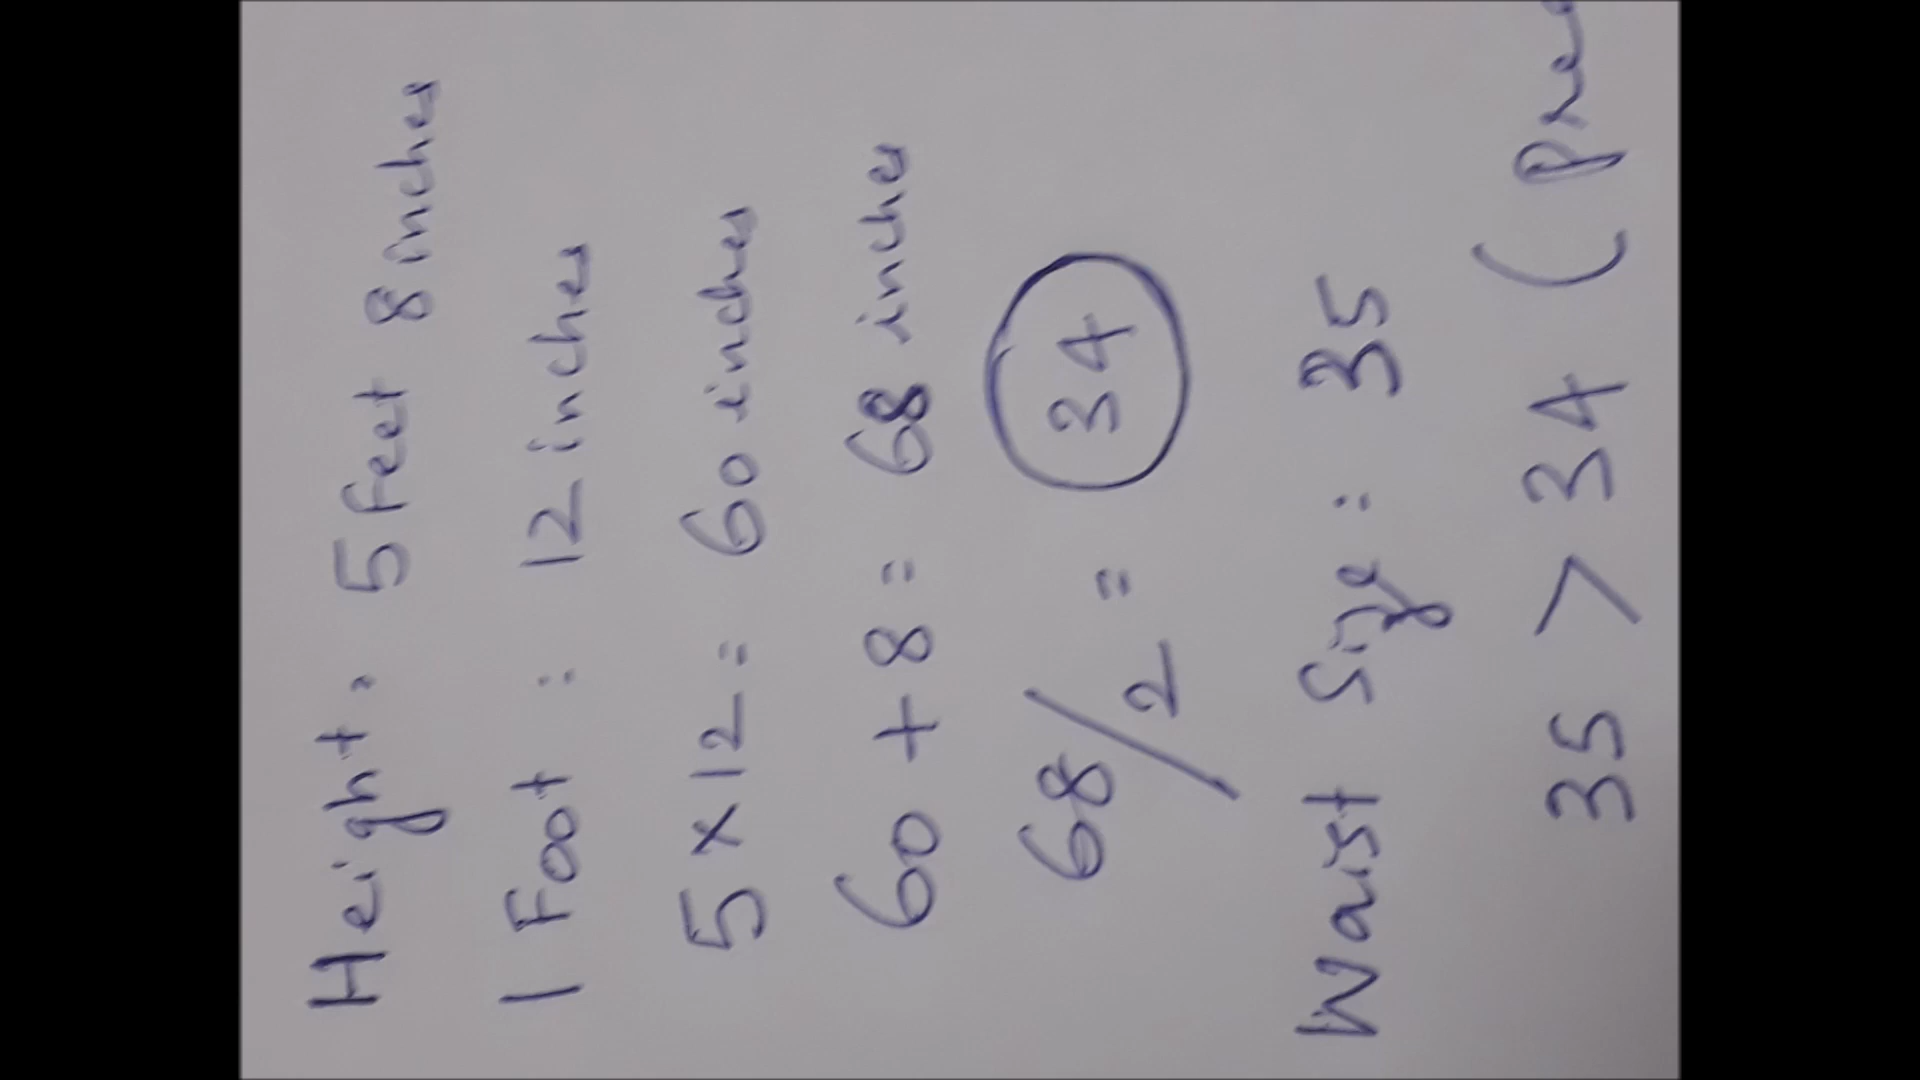 Height: 5 feet 8 inches
1 Foot : 12 inches
5 x 12 = 60 inches
60 + 8 = 68 inches
68/2 = 34
Waist Size : 35
35 > 34 (